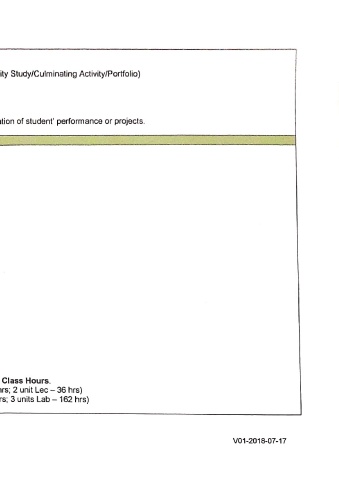 ity Study/Culminating Activity/Portfolio)
ation of student' performance or projects.
Class Hours.
hrs; 2 unit Lec – 36 hrs)
rs; 3 units Lab – 162 hrs)
V01-2018-07-17